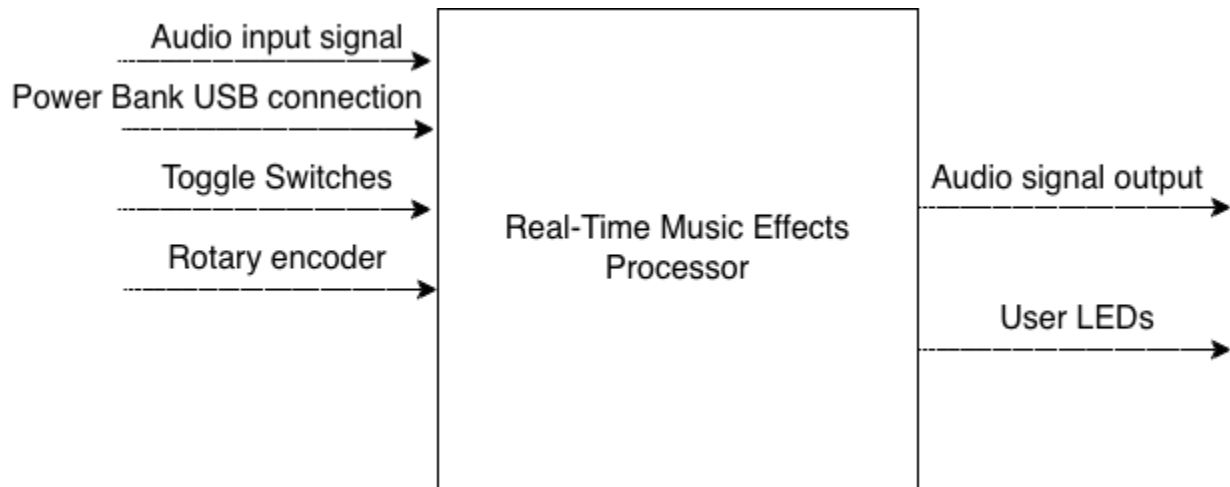 Audio input signal
Power Bank USB connection
Toggle Switches
Rotary encoder
Real-Time Music Effects
Processor
Audio signal output
User LEDs